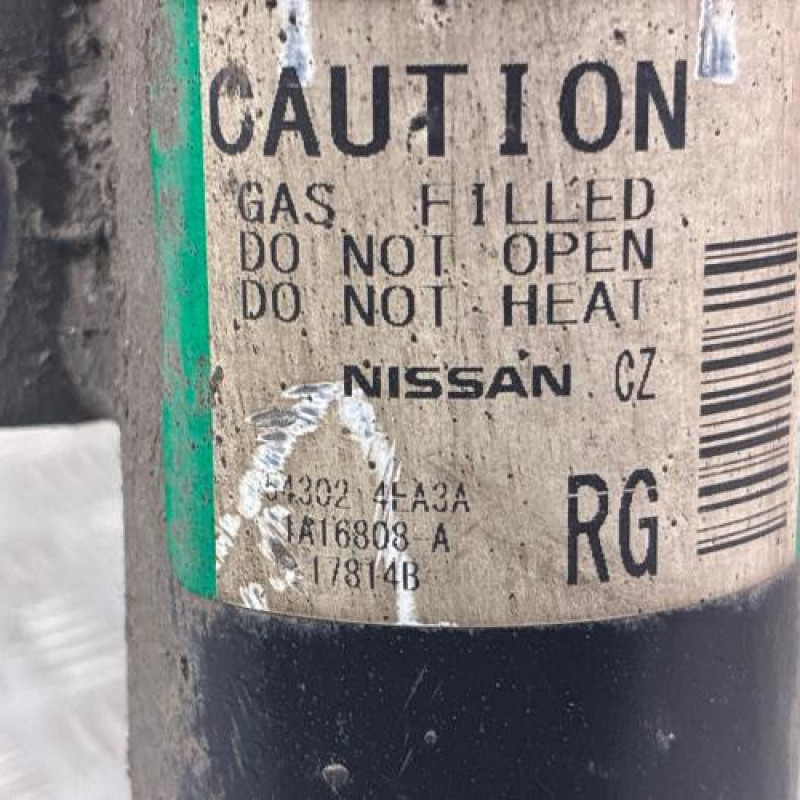 CAUTION
GAS FILLED
DO NOT OPEN
DO NOT HEAT
NISSAN CZ
54302 4EA3A
1A16808-A
17814B
RG